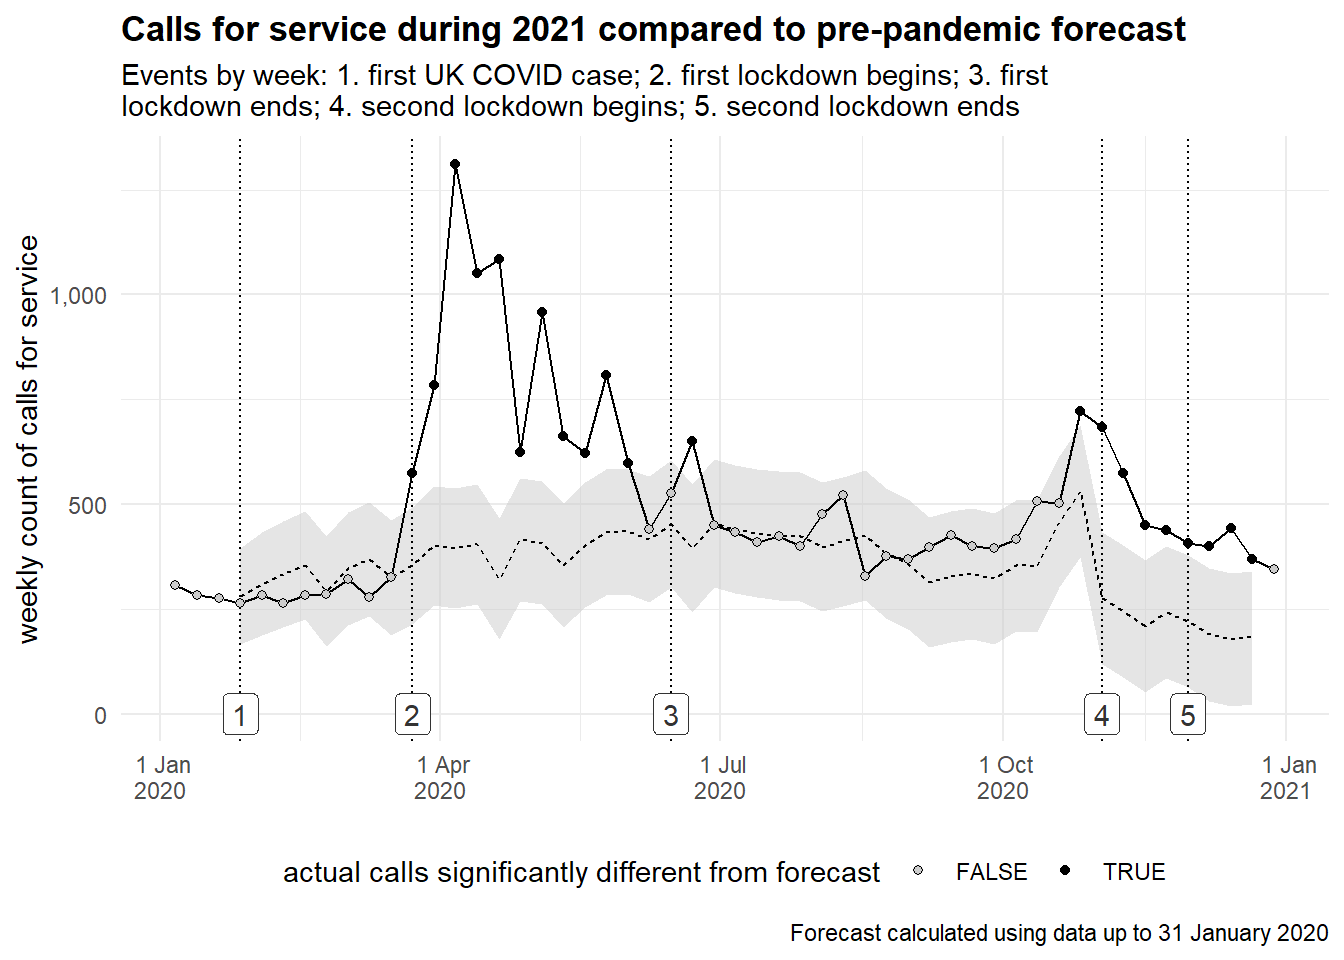 Calls for service during 2021 compared to pre-pandemic forecast
Events by week: 1. first UK COVID case; 2. first lockdown begins; 3. first
lockdown ends; 4. second lockdown begins; 5. second lockdown ends
weekly count of calls for service
1,000
500
0
1
2
3
4
5
1 Jan
2020
1 Apr
2020
1 Jul
2020
1 Oct
2020
1 Jan
2021
actual calls significantly different from forecast
FALSE
TRUE
Forecast calculated using data up to 31 January 2020